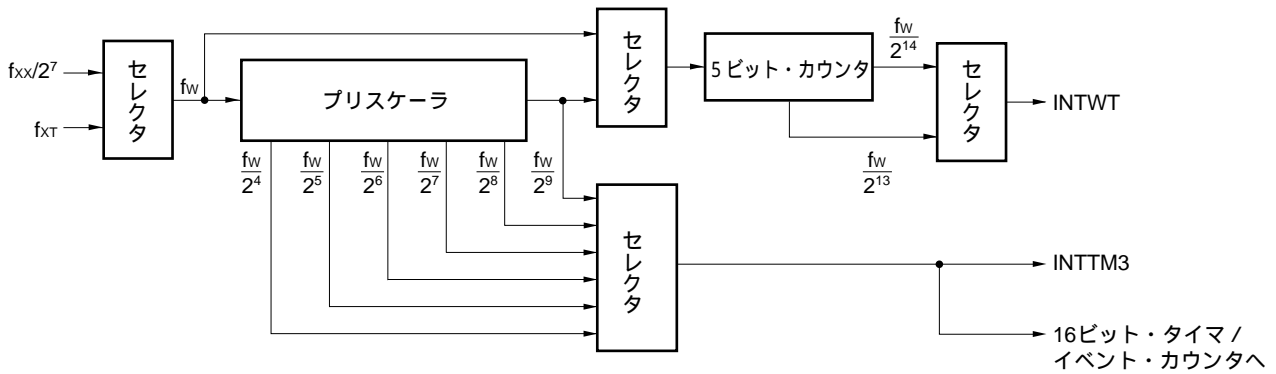 fXX/2⁷
fXT
セレクタ
fW
プリスケーラ
fW/2⁴
fW/2⁵
fW/2⁶
fW/2⁷
fW/2⁸
fW/2⁹
セレクタ
5 ビット・カウンタ
fW/2¹⁴
fW/2¹³
セレクタ
INTWT
セレクタ
INTTM3
16ビット・タイマ /
イベント・カウンタへ